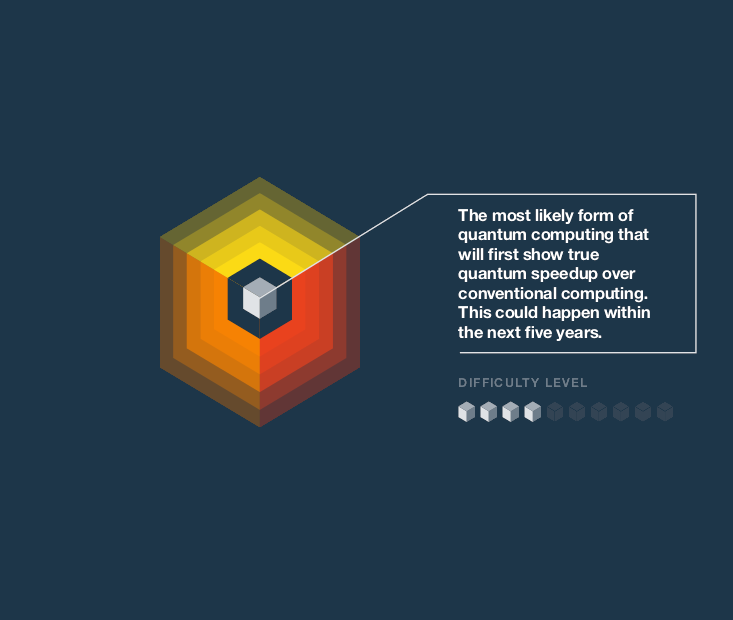 The most likely form of
quantum computing that
will first show true
quantum speedup over
conventional computing.
This could happen within
the next five years.
DIFFICULTY LEVEL